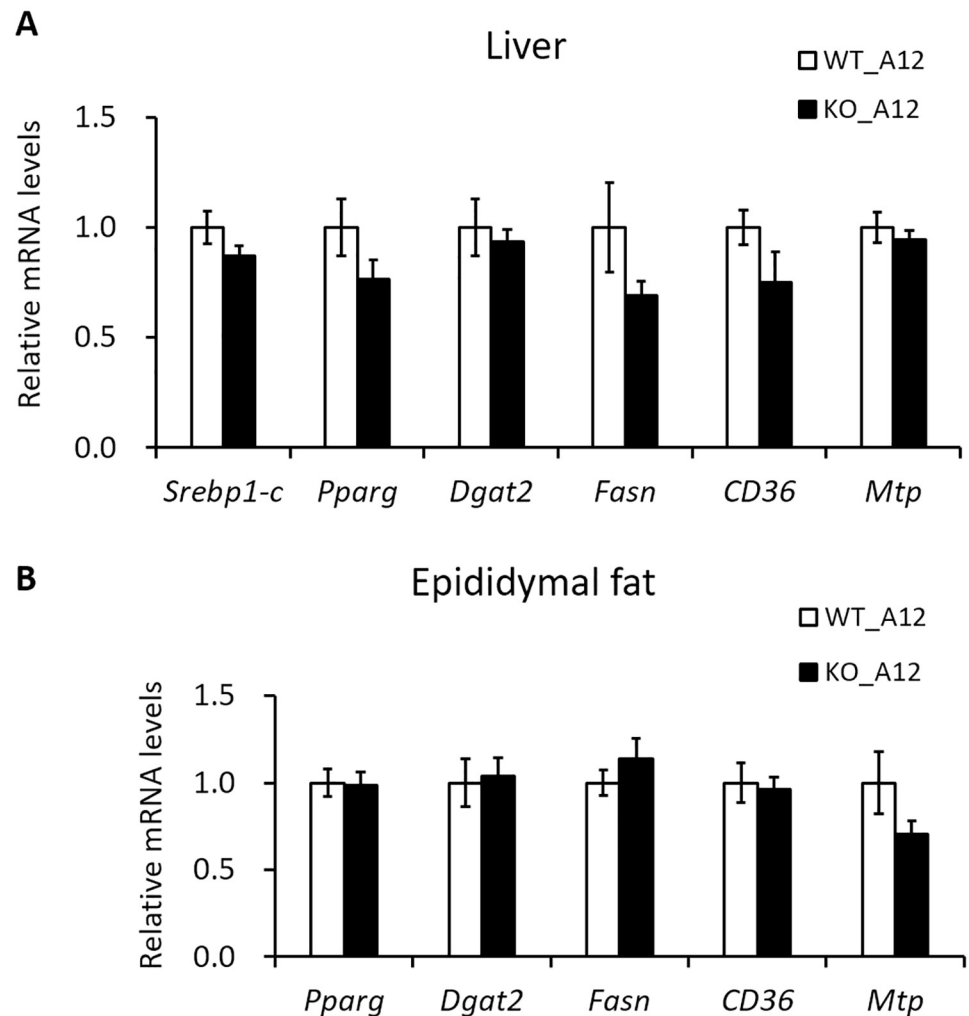 A
Liver
WT_A12
KO_A12
Relative mRNA levels
1.5
1.0
0.5
0.0
Srebp1-c Pparg Dgat2 Fasn CD36 Mtp
B
Epididymal fat
WT_A12
KO_A12
Relative mRNA levels
1.5
1.0
0.5
0.0
Pparg Dgat2 Fasn CD36 Mtp